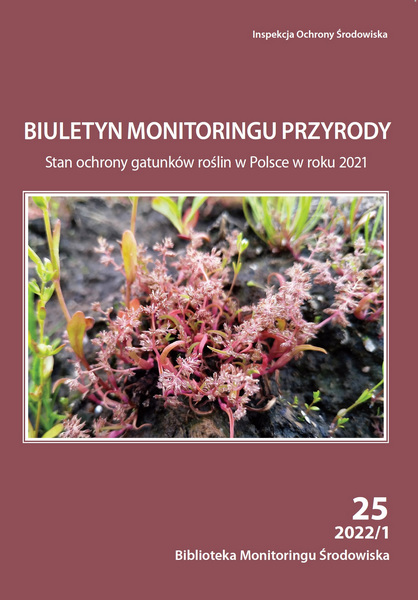 Inspekcja Ochrony Środowiska
BIULETYN MONITORINGU PRZYRODY
Stan ochrony gatunków roślin w Polsce w roku 2021
25
2022/1
Biblioteka Monitoringu Środowiska